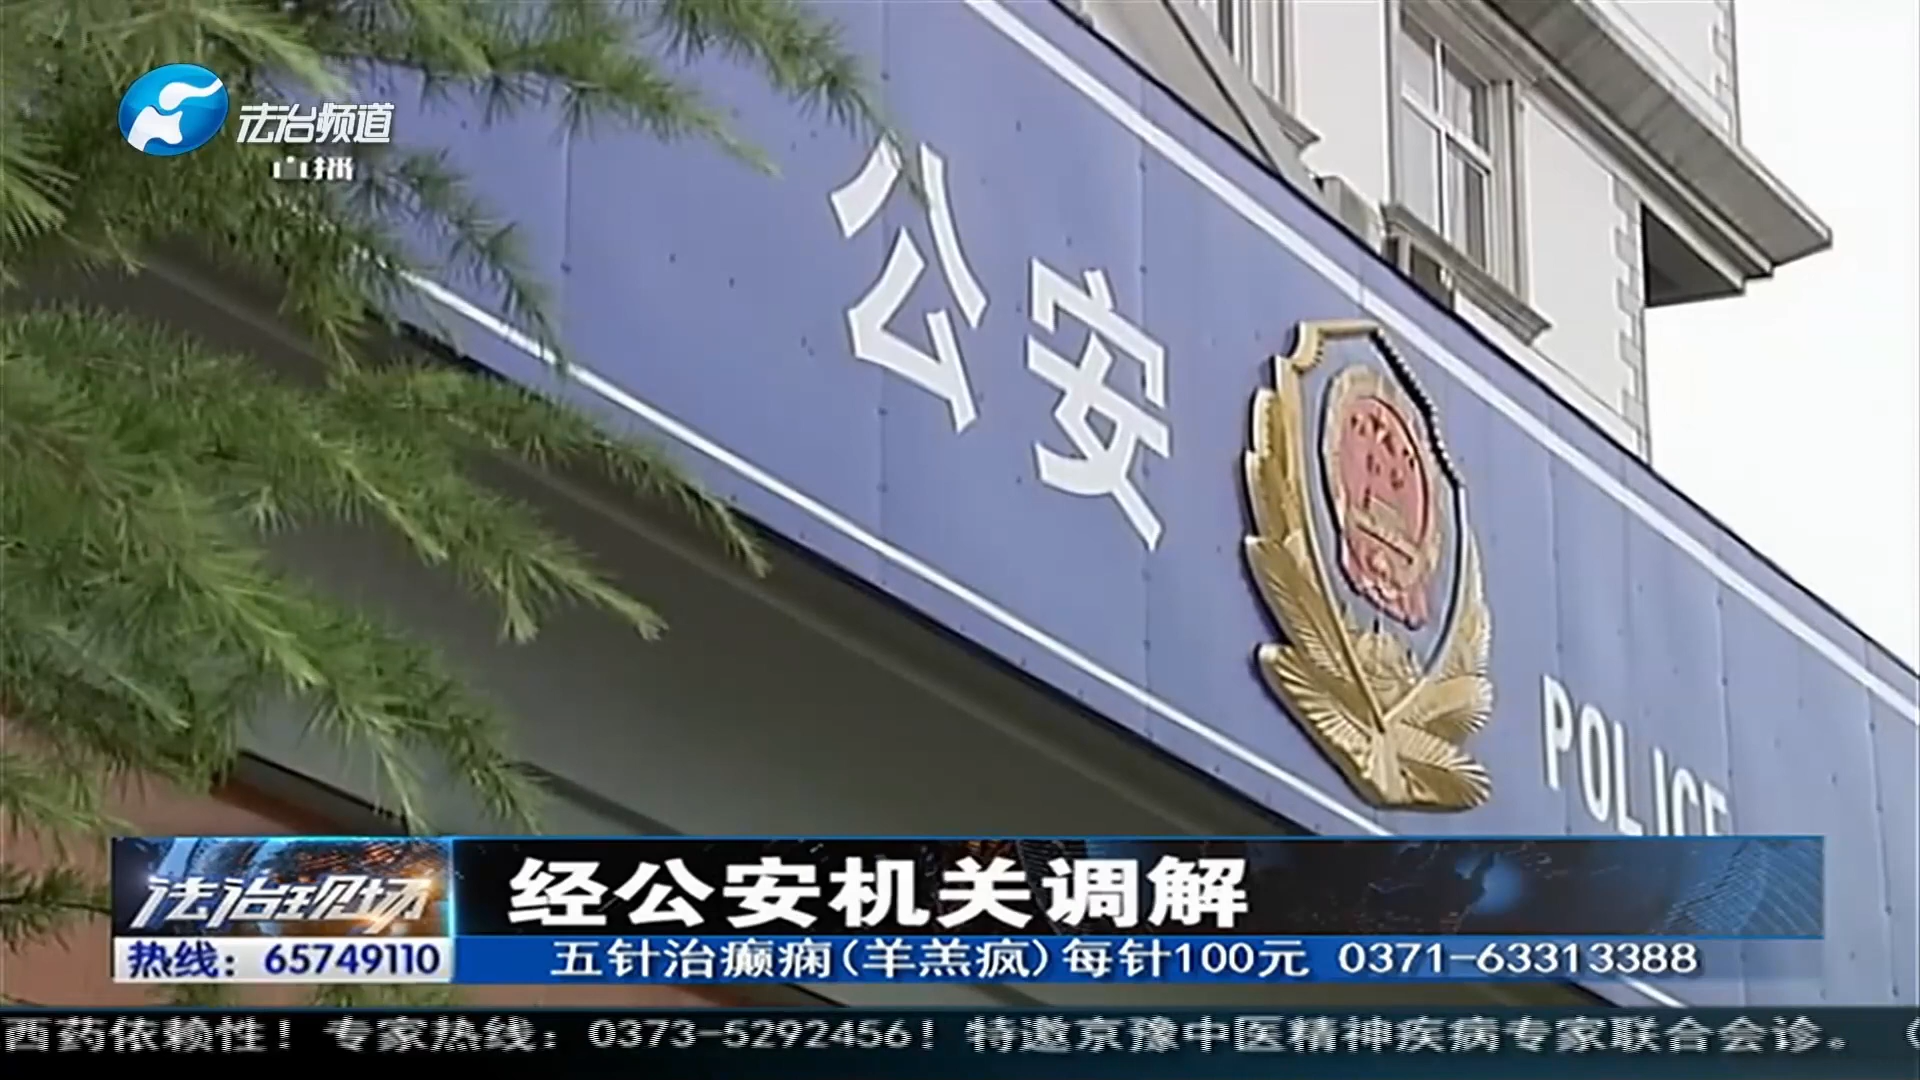 法治频道
直播
公安
POLICE
法治现场
经公安机关调解
热线：65749110
五针治癫痫(羊羔疯)每针100元 0371-63313388
西药依赖性！专家热线：0373-5292456！特邀京豫中医精神疾病专家联合会诊。（